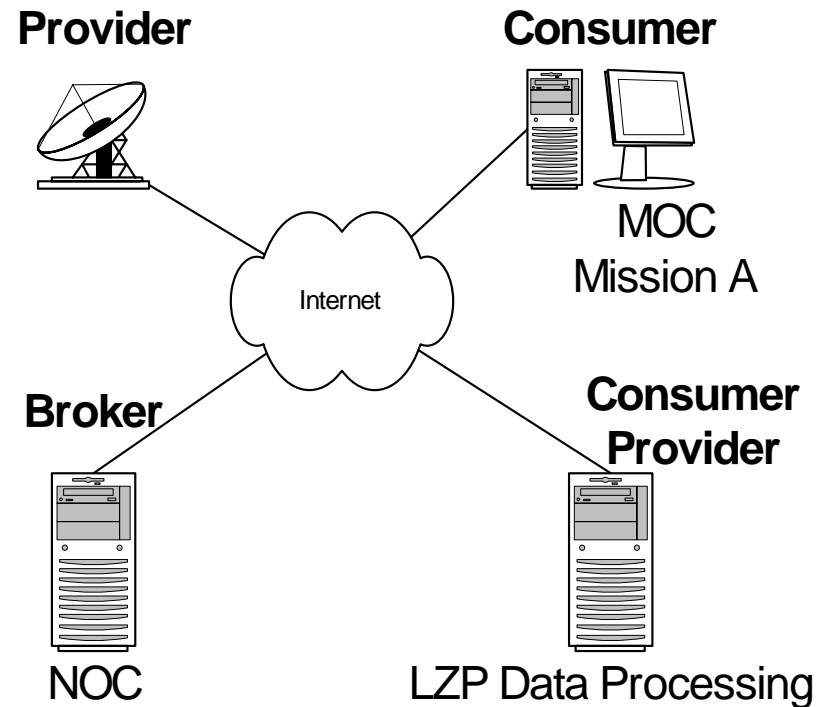 Provider
Consumer
MOC
Mission A
Internet
Broker
Consumer
Provider
NOC
LZP Data Processing